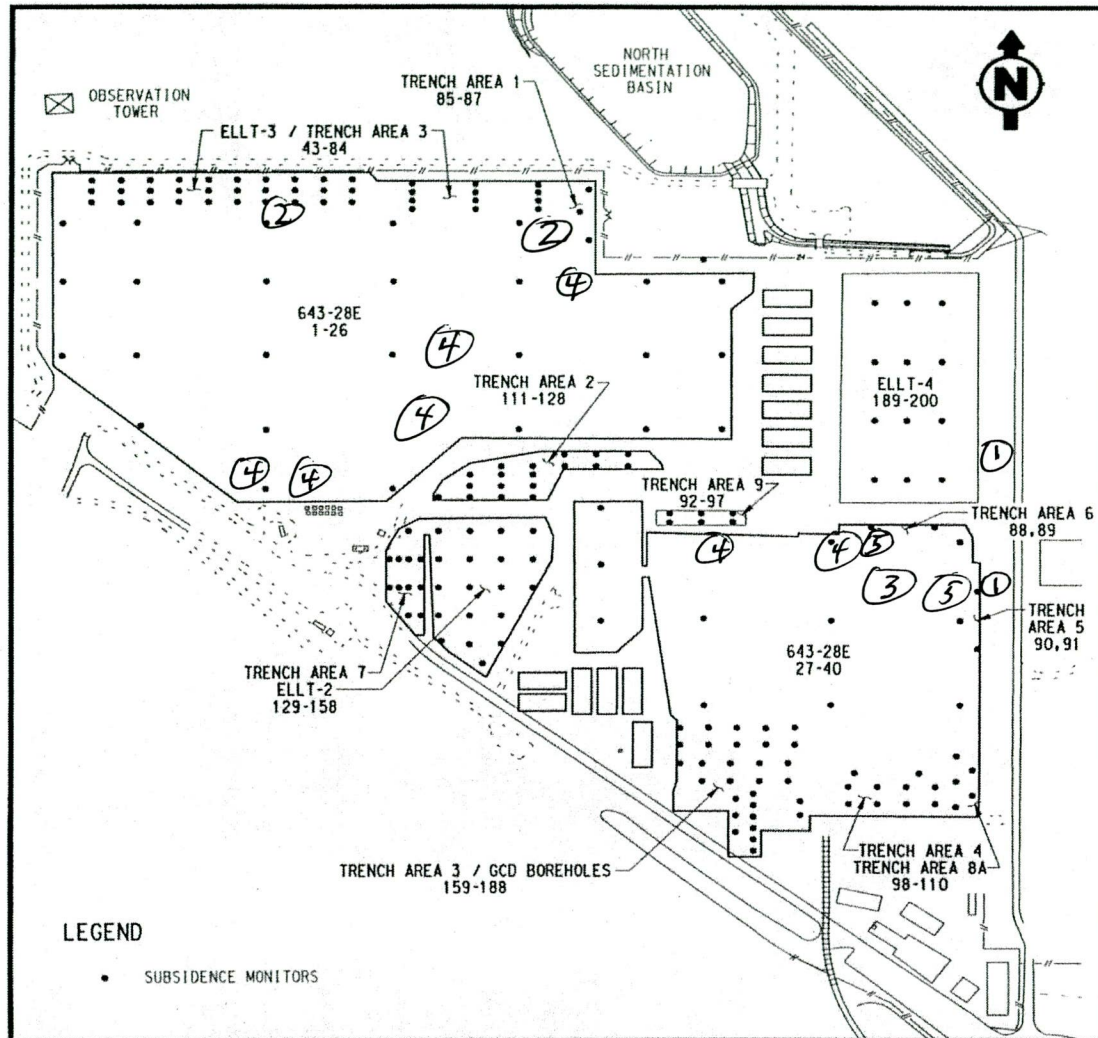 NORTH
SEDIMENTATION
BASIN
N
TRENCH AREA 1
85-87
OBSERVATION
TOWER
ELLT-3 / TRENCH AREA 3
43-84
2
2
24
4
643-28E
1-26
4
TRENCH AREA 2
111-128
ELLT-4
189-200
4
1
4
4
TRENCH AREA 9
92-97
TRENCH AREA 6
88,89
4
4
5
3
5
1
TRENCH
AREA 5
90,91
643-28E
27-40
TRENCH AREA 7
ELLT-2
129-158
TRENCH AREA 3 / GCD BOREHOLES
159-188
TRENCH AREA 4
TRENCH AREA 8A
98-110
LEGEND
SUBSIDENCE MONITORS